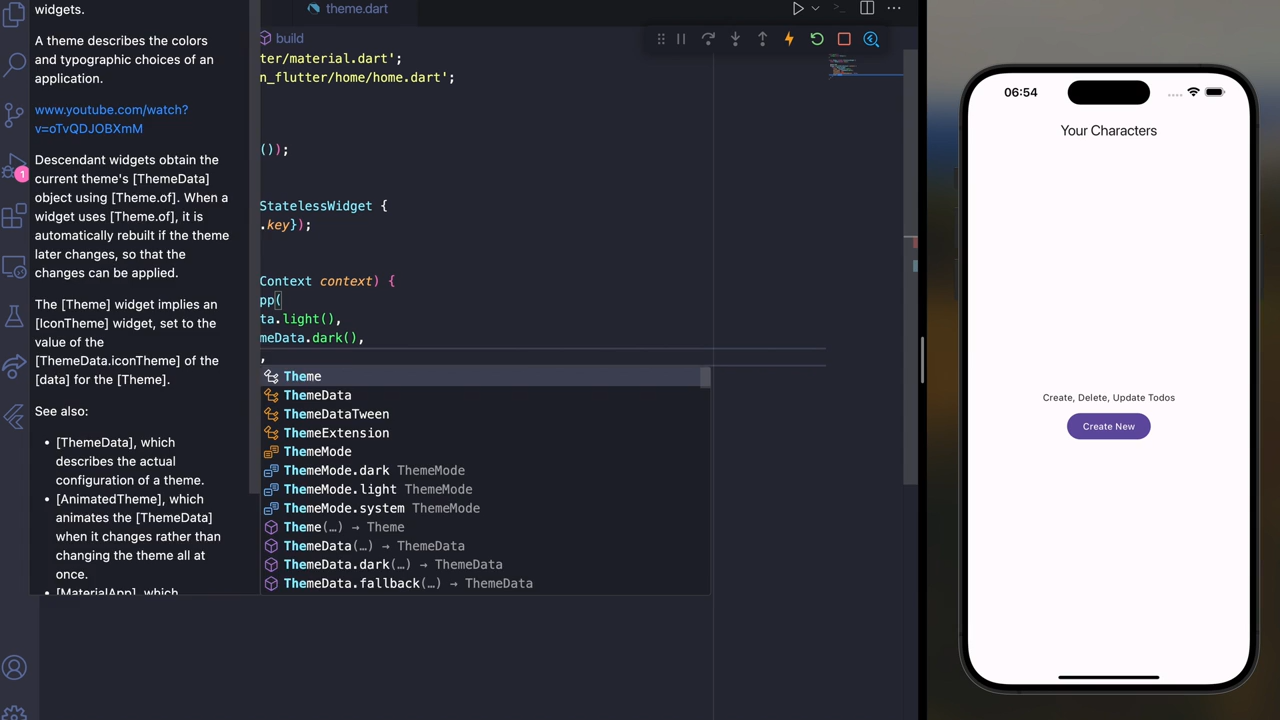 widgets.
A theme describes the colors
and typographic choices of an
application.
www.youtube.com/watch?
v=oTvQDJOBXmM
Descendant widgets obtain the
current theme's [ThemeData]
object using [Theme.of]. When a
widget uses [Theme.of], it is
automatically rebuilt if the theme
later changes, so that the
changes can be applied.
The [Theme] widget implies an
[IconTheme] widget, set to the
value of the
[ThemeData.iconTheme] of the
[data] for the [Theme].
See also:
• [ThemeData], which
describes the actual
configuration of a theme.
• [AnimatedTheme], which
animates the [ThemeData]
when it changes rather than
changing the theme all at
once.
• [MaterialApp], which
1
theme.dart
build
ter/material.dart';
n_flutter/home/home.dart';
());
StatelessWidget {
.key});
Context context) {
pp(
ta.light(),
meData.dark(),
,
Theme
ThemeData
ThemeDataTween
ThemeExtension
ThemeMode
ThemeMode.dark ThemeMode
ThemeMode.light ThemeMode
ThemeMode.system ThemeMode
Theme(…) → Theme
ThemeData(…) → ThemeData
ThemeData.dark(…) → ThemeData
ThemeData.fallback(…) → ThemeData
06:54
Your Characters
Create, Delete, Update Todos
Create New